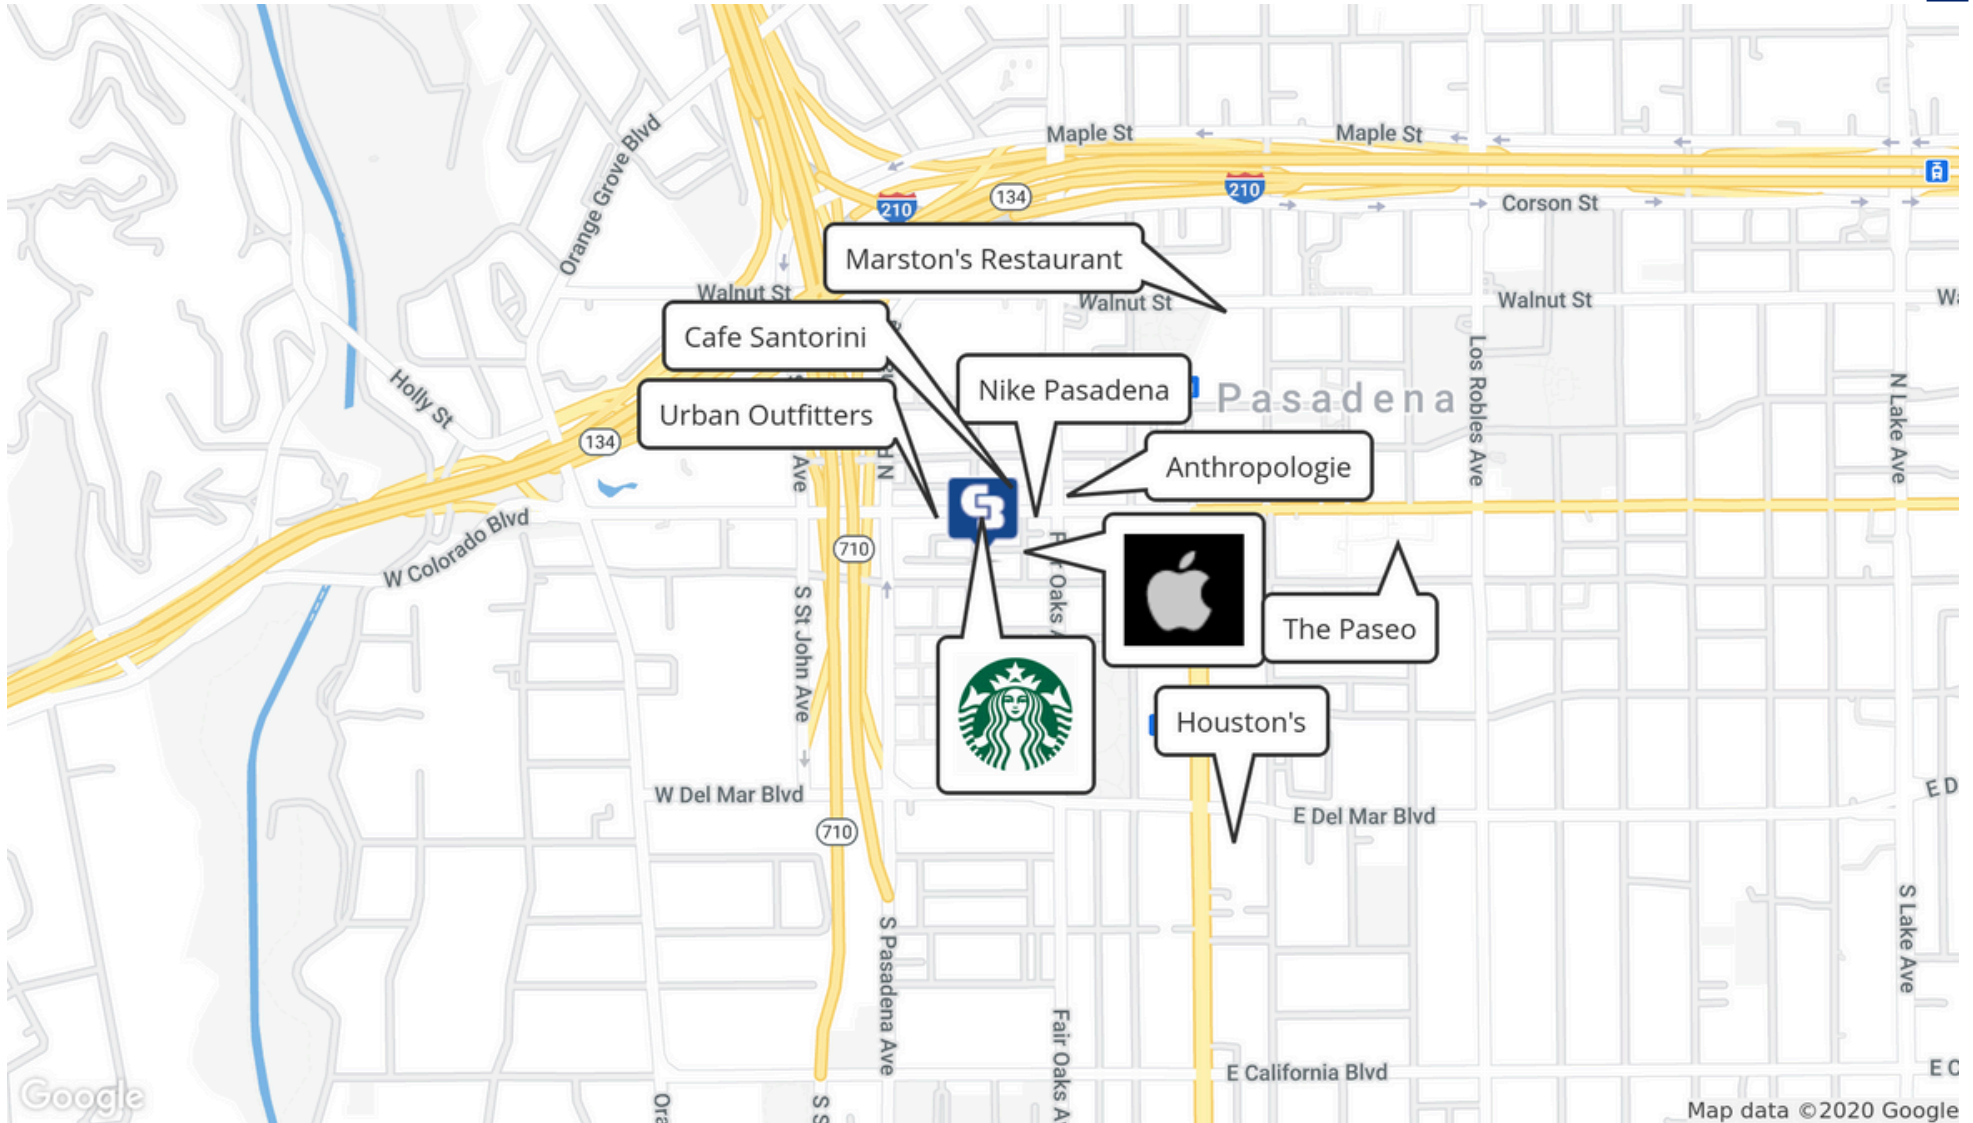 Maple St
Maple St
Orange Grove Blvd
210
134
210
Corson St
Marston's Restaurant
Walnut St
Walnut St
Walnut St
Cafe Santorini
Holly St
Nike Pasadena
Pasadena
Los Robles Ave
N Lake Ave
Urban Outfitters
134
Ave
Anthropologie
W Colorado Blvd
710
The Paseo
S St John Ave
Houston's
W Del Mar Blvd
E Del Mar Blvd
710
S Pasadena Ave
S Lake Ave
Fair Oaks A
E California Blvd
E C
Google
Map data ©2020 Google